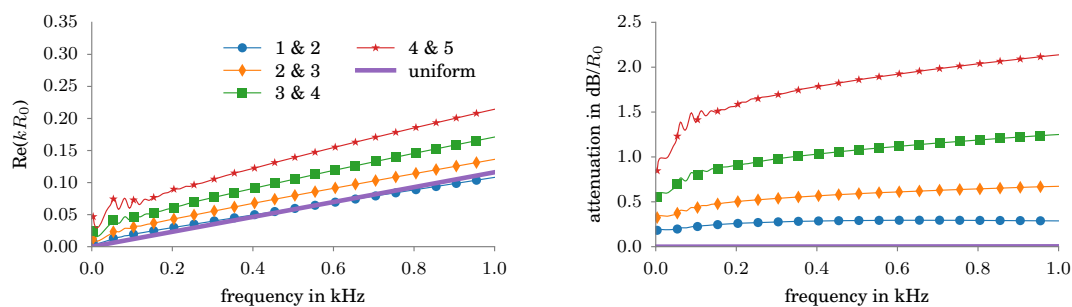 0.35
0.30
0.25
0.20
0.15
0.10
0.05
0.00
Re(kR₀)
0.0 0.2 0.4 0.6 0.8 1.0
frequency in kHz
1 & 2
2 & 3
3 & 4
4 & 5
uniform
2.5
2.0
1.5
1.0
0.5
0.0
attenuation in dB/R₀
0.0 0.2 0.4 0.6 0.8 1.0
frequency in kHz